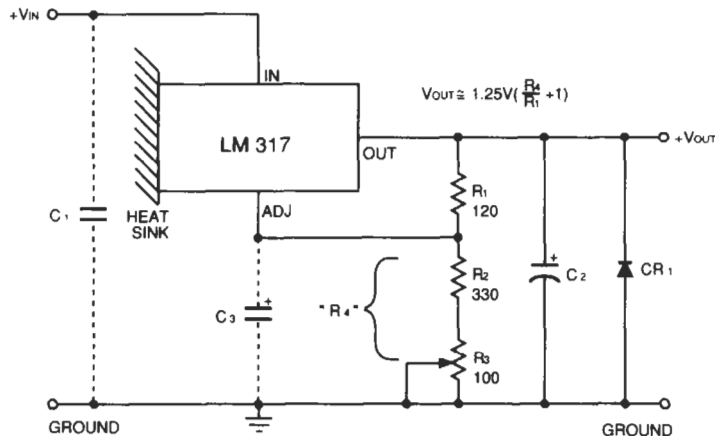 +VIN
IN
VOUT ≅ 1.25V(R4/R1 +1)
LM 317
OUT
+VOUT
ADJ
R1
120
C1
HEAT
SINK
R2
330
C2
CR1
C3
+
"R4"
+
R3
100
GROUND
GROUND